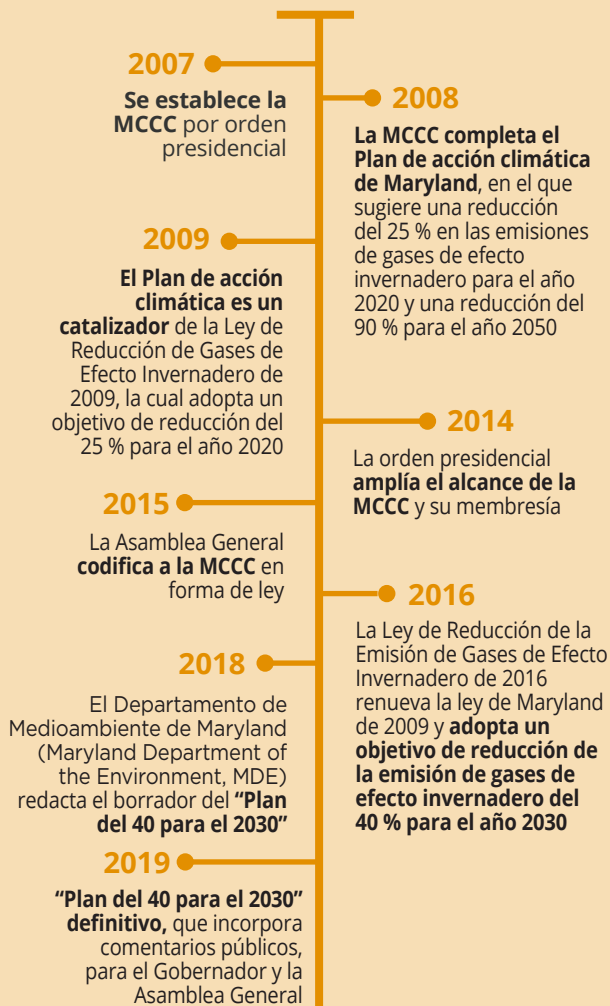 2007
Se establece la
MCCC por orden
presidencial
2008
La MCCC completa el
Plan de acción climática
de Maryland, en el que
sugiere una reducción
del 25 % en las emisiones
de gases de efecto
invernadero para el año
2020 y una reducción del
90 % para el año 2050
2009
El Plan de acción
climática es un
catalizador de la Ley de
Reducción de Gases de
Efecto Invernadero de
2009, la cual adopta un
objetivo de reducción del
25 % para el año 2020
2014
La orden presidencial
amplía el alcance de la
MCCC y su membresía
2015
La Asamblea General
codifica a la MCCC en
forma de ley
2016
La Ley de Reducción de la
Emisión de Gases de Efecto
Invernadero de 2016
renueva la ley de Maryland
de 2009 y adopta un
objetivo de reducción de
la emisión de gases de
efecto invernadero del
40 % para el año 2030
2018
El Departamento de
Medioambiente de Maryland
(Maryland Department of
the Environment, MDE)
redacta el borrador del “Plan
del 40 para el 2030”
2019
“Plan del 40 para el 2030”
definitivo, que incorpora
comentarios públicos,
para el Gobernador y la
Asamblea General